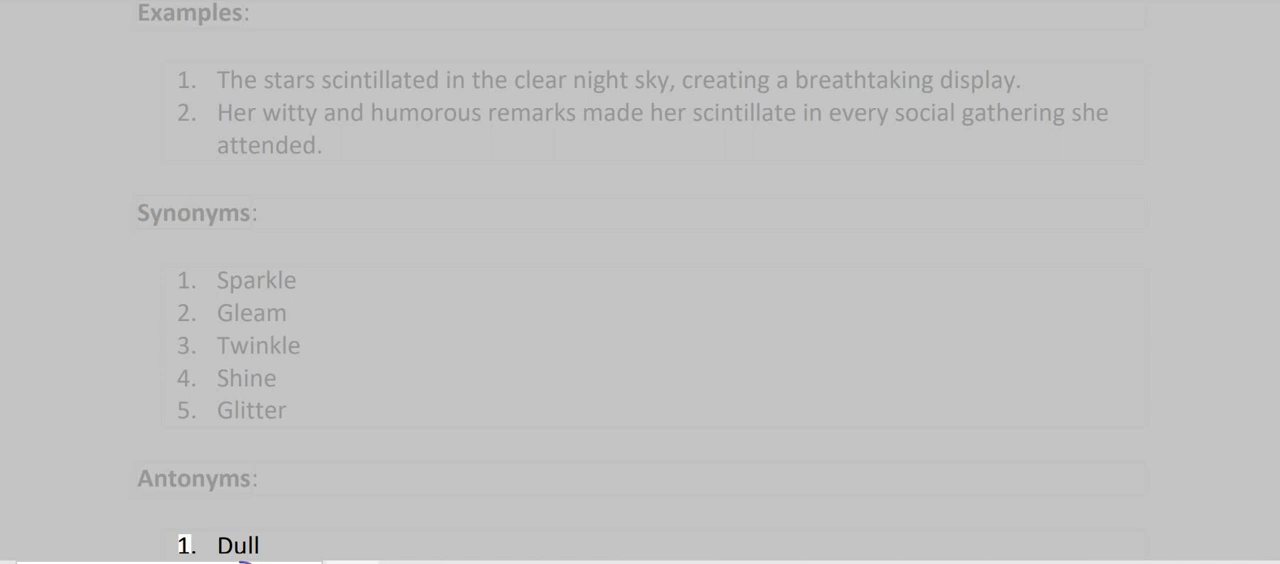 Examples:
1. The stars scintillated in the clear night sky, creating a breathtaking display.
2. Her witty and humorous remarks made her scintillate in every social gathering she
attended.
Synonyms:
1. Sparkle
2. Gleam
3. Twinkle
4. Shine
5. Glitter
Antonyms:
1. Dull